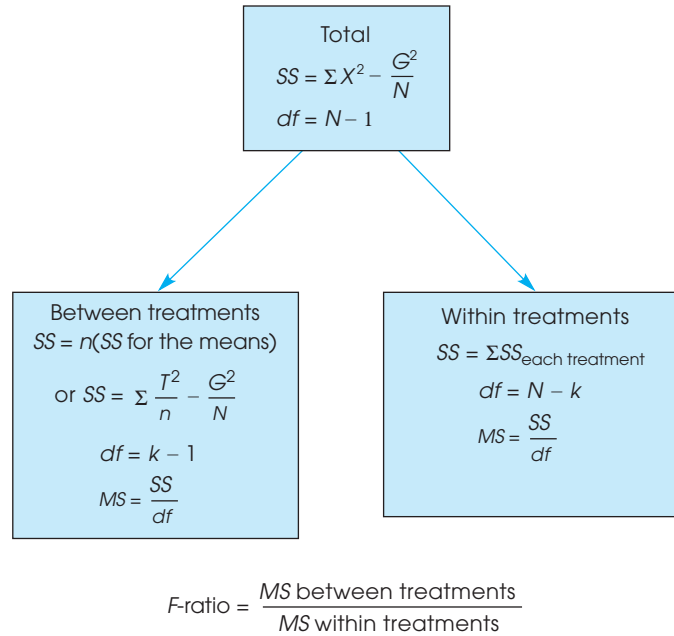 Total
SS = Σ X² − G²/N
df = N − 1
Between treatments
SS = n(SS for the means)
or SS = Σ T²/n − G²/N
df = k − 1
MS = SS/df
Within treatments
SS = ΣSS each treatment
df = N − k
MS = SS/df
F-ratio = MS between treatments / MS within treatments